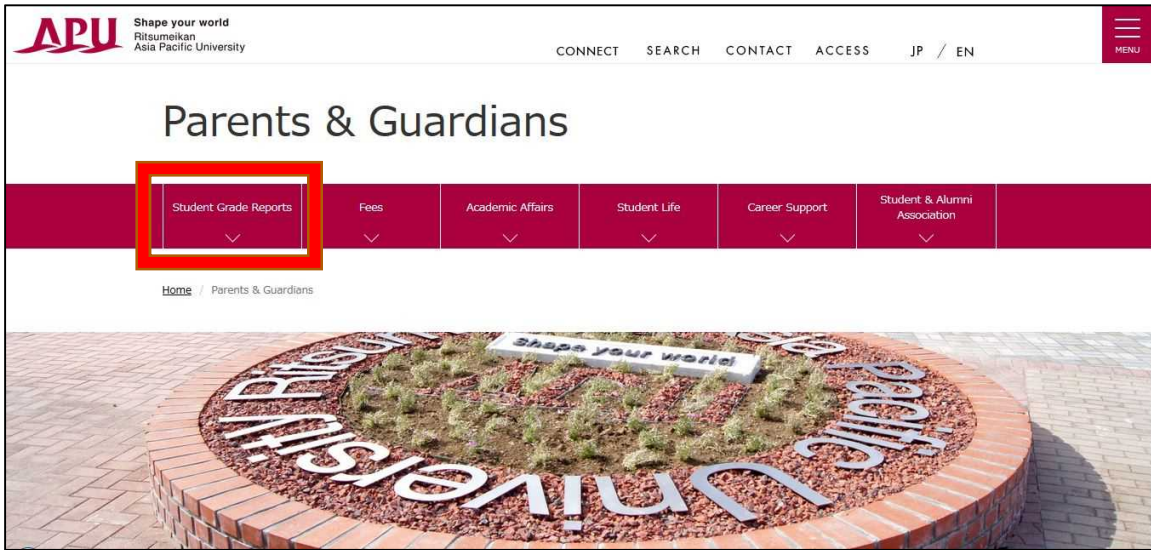 APU
Shape your world
Ritsumeikan
Asia Pacific University
CONNECT SEARCH CONTACT ACCESS JP / EN
MENU
Parents & Guardians
Student Grade Reports
Fees
Academic Affairs
Student Life
Career Support
Student & Alumni
Association
Home / Parents & Guardians
Shape your world
Asia Pacific University Ritsumeikan